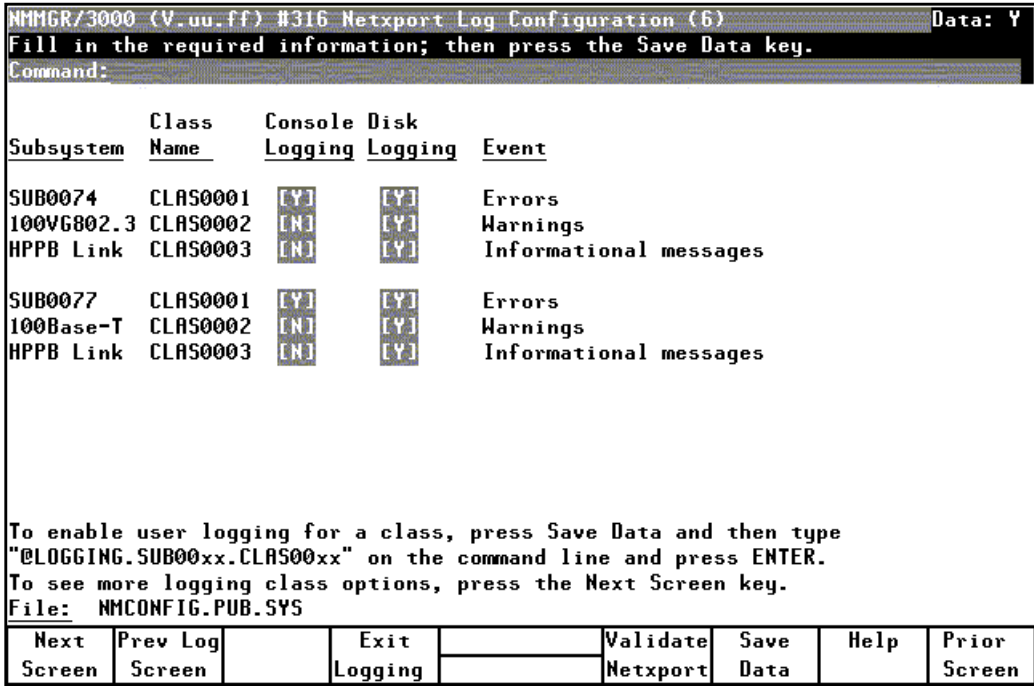 NMMGR/3000 (V.uu.ff) #316 Netxport Log Configuration (6) Data: Y
Fill in the required information; then press the Save Data key.
Command:
Class Console Disk
Subsystem Name Logging Logging Event
SUB0074 CLAS0001 [Y] [Y] Errors
100VG802.3 CLAS0002 [N] [Y] Warnings
HPPB Link CLAS0003 [N] [Y] Informational messages
SUB0077 CLAS0001 [Y] [Y] Errors
100Base-T CLAS0002 [N] [Y] Warnings
HPPB Link CLAS0003 [N] [Y] Informational messages
To enable user logging for a class, press Save Data and then type
"@LOGGING.SUB00xx.CLAS00xx" on the command line and press ENTER.
To see more logging class options, press the Next Screen key.
File: NMCONFIG.PUB.SYS
Next Prev Log Exit Validate Save Help Prior
Screen Screen Logging Netxport Data Screen